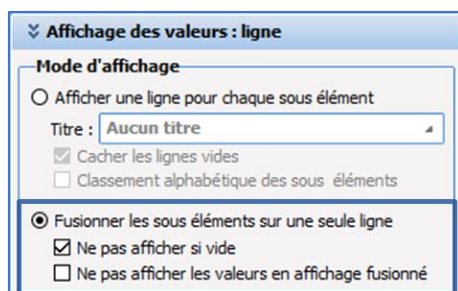 Affichage des valeurs : ligne
Mode d'affichage
Afficher une ligne pour chaque sous élément
Titre : Aucun titre
Cacher les lignes vides
Classement alphabétique des sous éléments
Fusionner les sous éléments sur une seule ligne
Ne pas afficher si vide
Ne pas afficher les valeurs en affichage fusionné